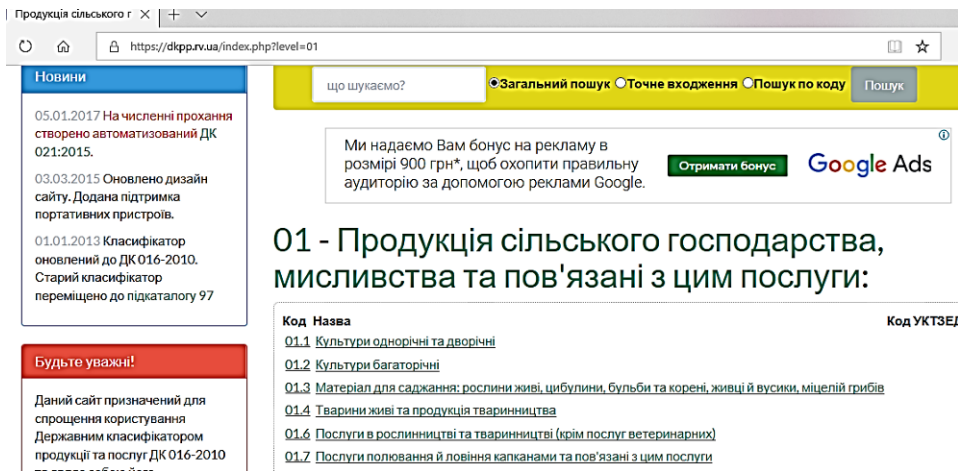 Продукція сільського г
https://dkpp.rv.ua/index.php?level=01
Новини
05.01.2017 На численні прохання
створено автоматизований ДК
021:2015.
03.03.2015 Оновлено дизайн
сайту. Додана підтримка
портативних пристроїв.
01.01.2013 Класифікатор
оновлений до ДК 016-2010.
Старий класифікатор
переміщено до підкаталогу 97
Будьте уважні!
Даний сайт призначений для
спрощення користування
Державним класифікатором
продукції та послуг ДК 016-2010
що шукаємо?
Загальний пошук Точне входження Пошук по коду Пошук
Ми надаємо Вам бонус на рекламу в
розмірі 900 грн*, щоб охопити правильну
аудиторію за допомогою реклами Google.
Отримати бонус
Google Ads
01 - Продукція сільського господарства,
мисливства та пов'язані з цим послуги:
Код Назва Код УКТЗЕД
01.1 Культури однорічні та дворічні
01.2 Культури багаторічні
01.3 Матеріал для саджання: рослини живі, цибулини, бульби та корені, живці й вусики, міцелій грибів
01.4 Тварини живі та продукція тваринництва
01.6 Послуги в рослинництві та тваринництві (крім послуг ветеринарних)
01.7 Послуги полювання й ловіння капканами та пов'язані з цим послуги